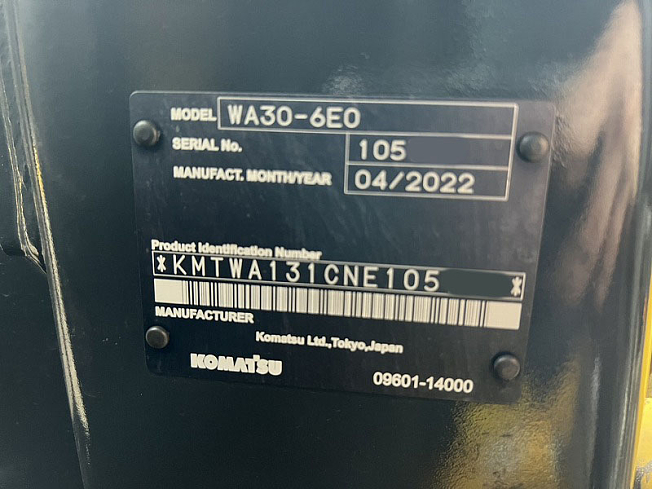 MODEL WA30-6E0
SERIAL No. 105
MANUFACT. MONTH/YEAR 04/2022
Product Identification Number
*KMTWA131CNE105 *
MANUFACTURER
Komatsu Ltd.,Tokyo,Japan
KOMATSU
09601-14000